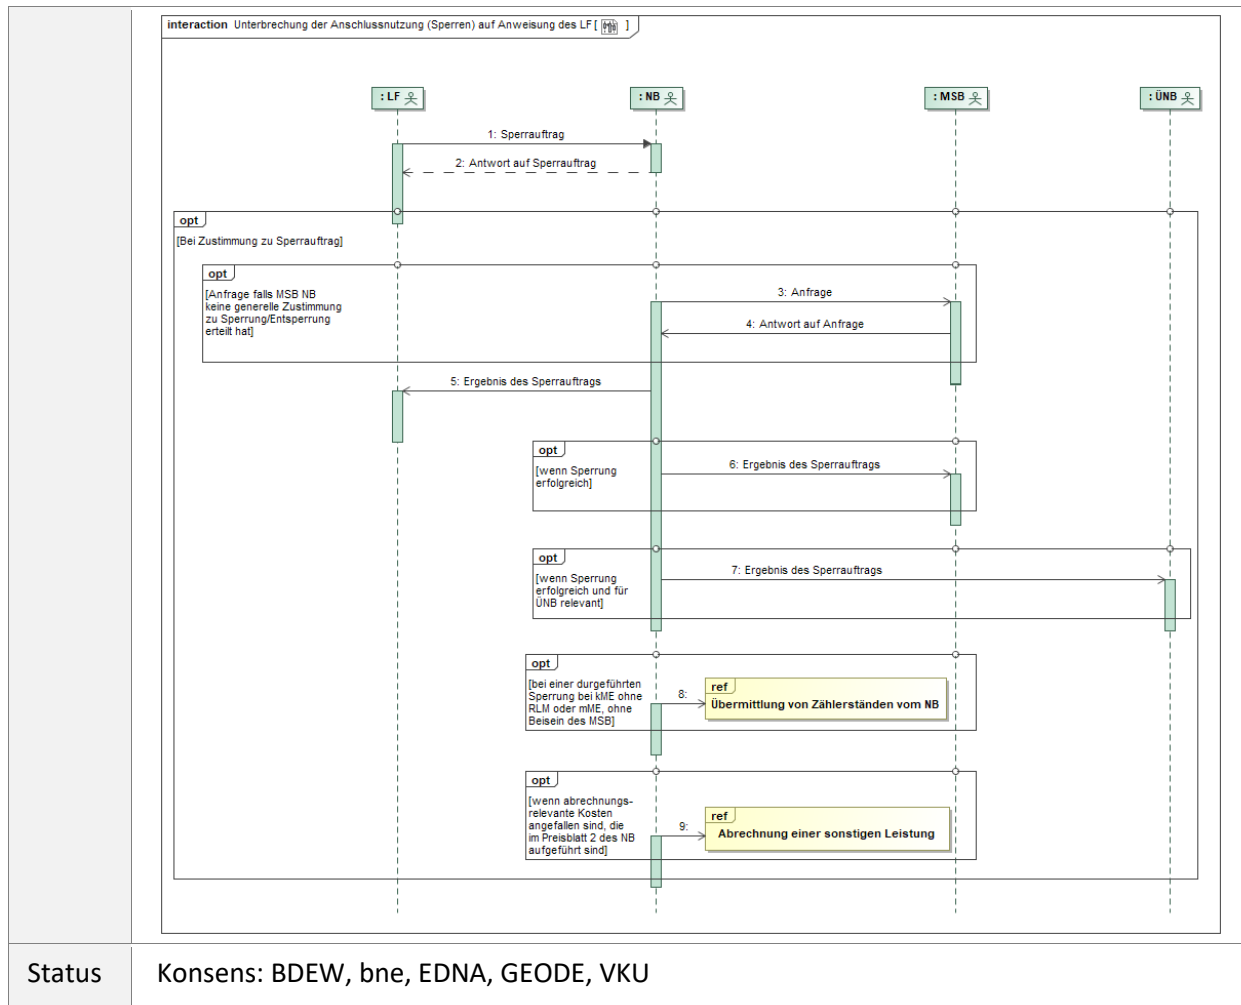 interaction Unterbrechung der Anschlussnutzung (Sperren) auf Anweisung des LF [ ]
: LF
: NB
: MSB
: ÜNB
1: Sperrauftrag
2: Antwort auf Sperrauftrag
opt
[Bei Zustimmung zu Sperrauftrag]
opt
[Anfrage falls MSB NB
keine generelle Zustimmung
zu Sperrung/Entsperrung
erteilt hat]
3: Anfrage
4: Antwort auf Anfrage
5: Ergebnis des Sperrauftrags
opt
[wenn Sperrung
erfolgreich]
6: Ergebnis des Sperrauftrags
opt
[wenn Sperrung
erfolgreich und für
ÜNB relevant]
7: Ergebnis des Sperrauftrags
opt
[bei einer durgeführten
Sperrung bei kME ohne
RLM oder mME, ohne
Beisein des MSB]
8:
ref
Übermittlung von Zählerständen vom NB
opt
[wenn abrechnungs-
relevante Kosten
angefallen sind, die
im Preisblatt 2 des NB
aufgeführt sind]
9:
ref
Abrechnung einer sonstigen Leistung
Status
Konsens: BDEW, bne, EDNA, GEODE, VKU